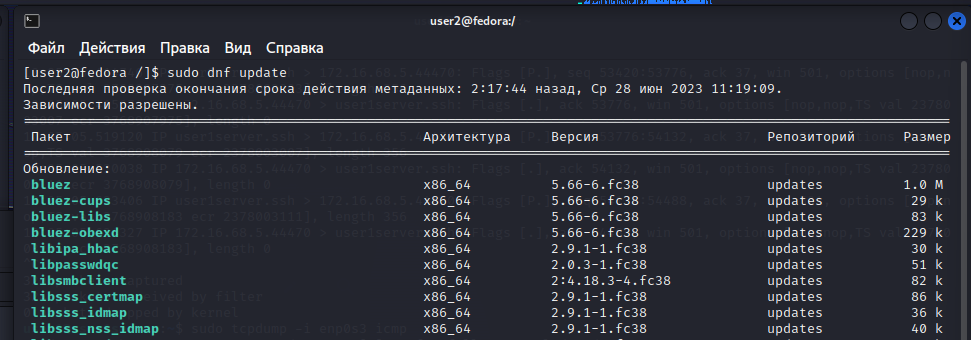 user2@fedora:/
Файл Действия Правка Вид Справка
[user2@fedora /]$ sudo dnf update
Последняя проверка окончания срока действия метаданных: 2:17:44 назад, Ср 28 июн 2023 11:19:09.
Зависимости разрешены.
Пакет Архитектура Версия Репозиторий Размер
Обновление:
bluez x86_64 5.66-6.fc38 updates 1.0 M
bluez-cups x86_64 5.66-6.fc38 updates 29 k
bluez-libs x86_64 5.66-6.fc38 updates 83 k
bluez-obexd x86_64 5.66-6.fc38 updates 229 k
libipa_hbac x86_64 2.9.1-1.fc38 updates 30 k
libpasswdqc x86_64 2.0.3-1.fc38 updates 51 k
libsmbclient x86_64 2:4.18.3-4.fc38 updates 82 k
libsss_certmap x86_64 2.9.1-1.fc38 updates 86 k
libsss_idmap x86_64 2.9.1-1.fc38 updates 36 k
libsss_nss_idmap x86_64 2.9.1-1.fc38 updates 40 k